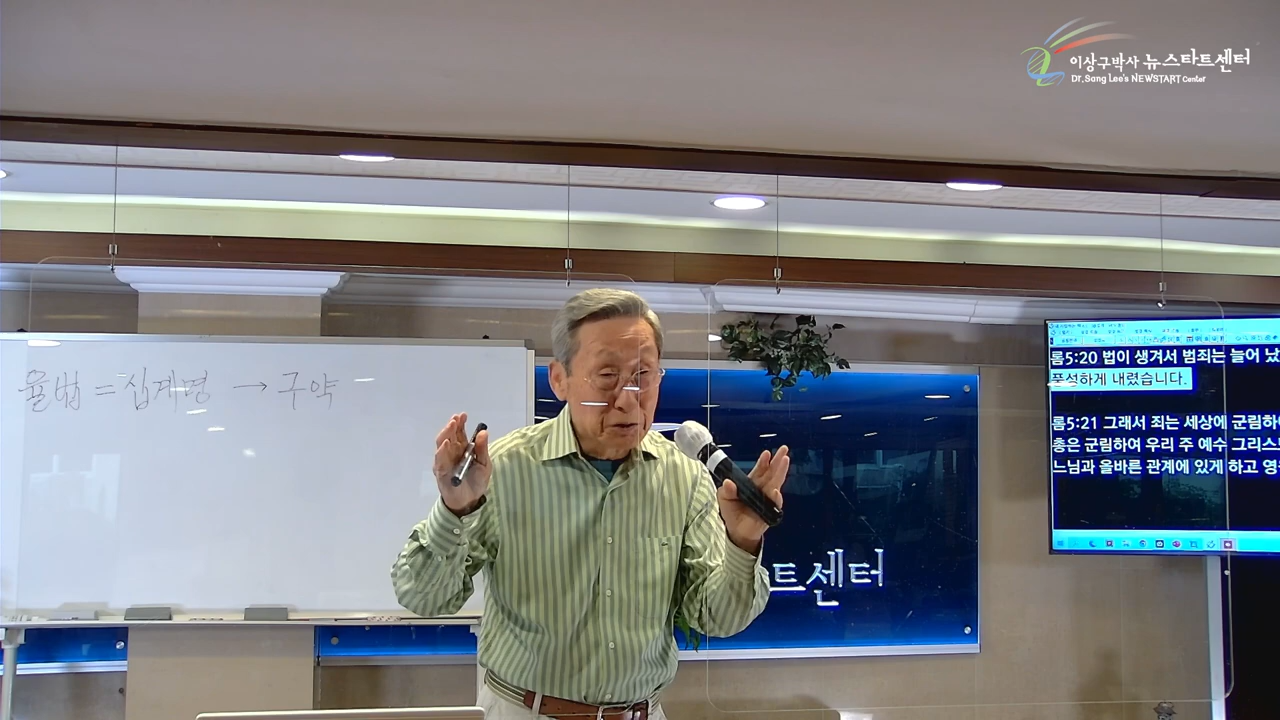 이상구박사 뉴스타트센터
Dr. Sang Lee's NEWSTART Center
율법 = 십계명 → 구약
롬5:20 법이 생겨서 범죄는 늘어 났
풍성하게 내렸습니다.
롬5:21 그래서 죄는 세상에 군림하
총은 군림하여 우리 주 예수 그리스
느님과 올바른 관계에 있게 하고 영
트센터